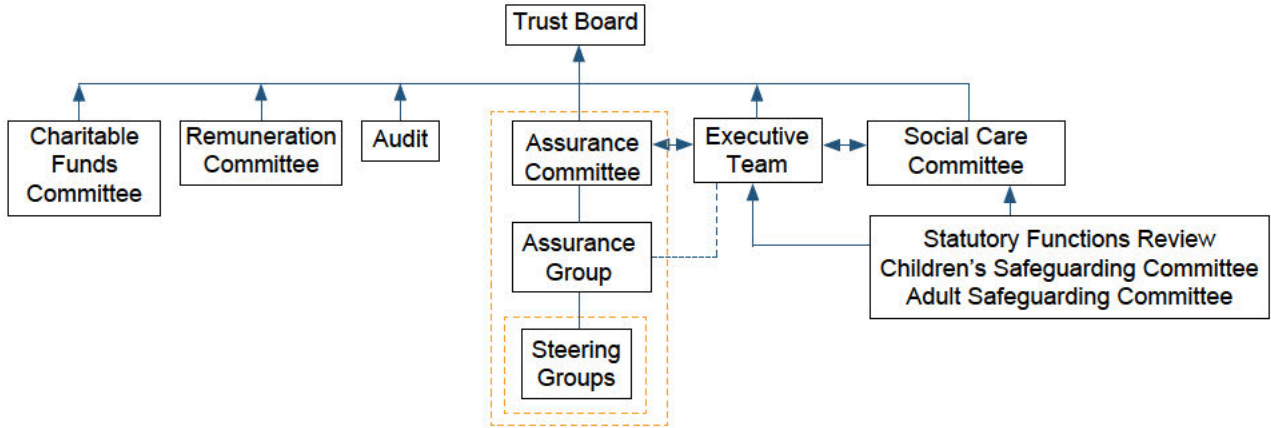 Trust Board
Charitable
Funds
Committee
Remuneration
Committee
Audit
Assurance
Committee
Executive
Team
Social Care
Committee
Assurance
Group
Statutory Functions Review
Children's Safeguarding Committee
Adult Safeguarding Committee
Steering
Groups